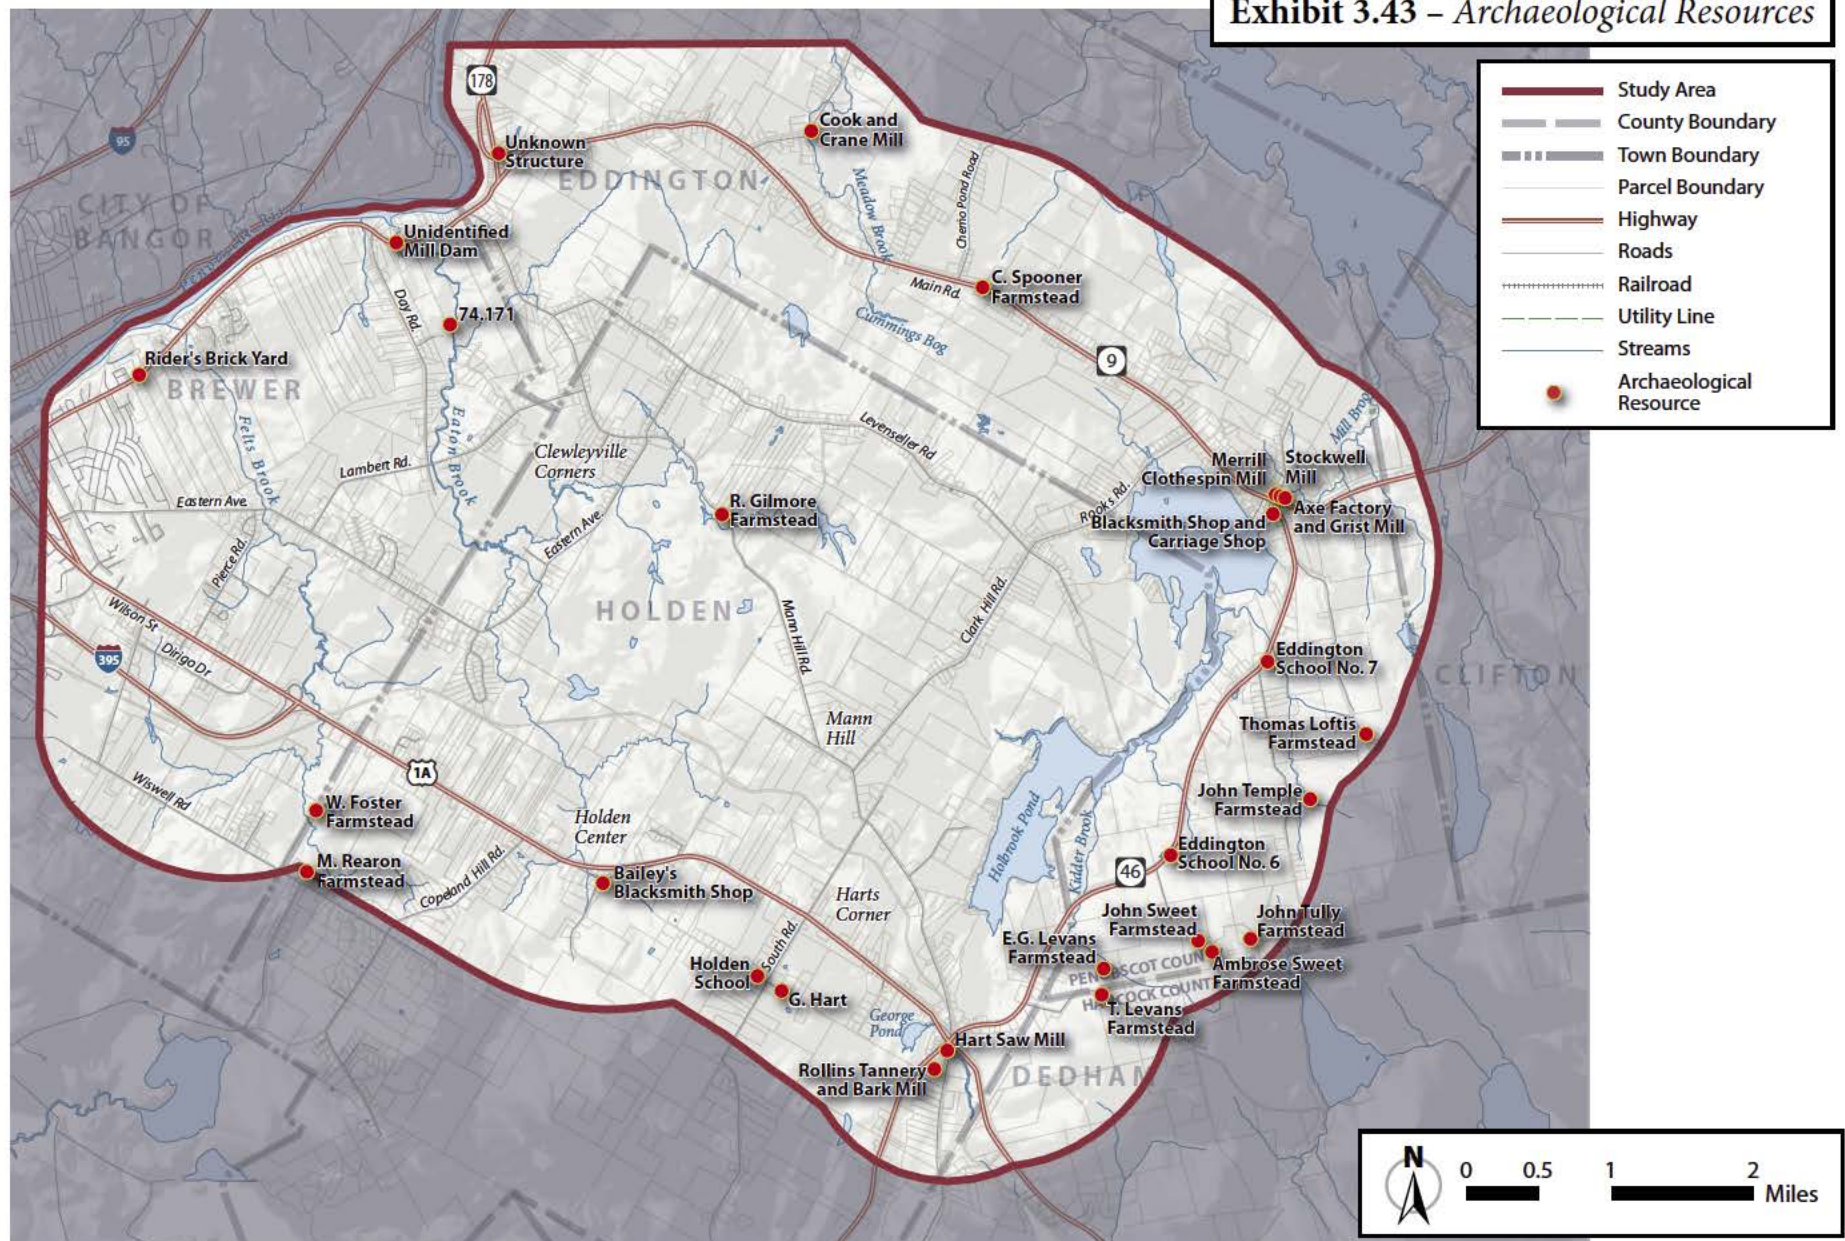 Exhibit 3.43 – Archaeological Resources
Study Area
County Boundary
Town Boundary
Parcel Boundary
Highway
Roads
Railroad
Utility Line
Streams
Archaeological
Resource
178
95
Cook and
Crane Mill
Unknown
Structure
EDDINGTON
CITY OF
BANGOR
Unidentified
Mill Dam
Meadow Brook
Chemo Pond Road
C. Spooner
Farmstead
Main Rd.
Day Rd.
74.171
Cummings Bog
9
Rider's Brick Yard
BREWER
Felts Brook
Eaton Brook
Levenseller Rd
Mill Broo
Clewleyville
Corners
Lambert Rd.
Merrill
Clothespin Mill
Stockwell
Mill
Eastern Ave.
R. Gilmore
Farmstead
Rooks Rd.
Axe Factory
and Grist Mill
Blacksmith Shop and
Carriage Shop
Eastern Ave.
Pierce Rd.
HOLDEN
Mann Hill Rd.
Clark Hill Rd.
Wilson St
Dirigo Dr
395
Eddington
School No. 7
CLIFTON
Mann
Hill
Thomas Loftis
Farmstead
1A
Wiswell Rd
W. Foster
Farmstead
Holden
Center
John Temple
Farmstead
Holbrook Pond
Kidder Brook
Eddington
School No. 6
M. Rearon
Farmstead
Copeland Hill Rd.
Bailey's
Blacksmith Shop
46
Harts
Corner
John Sweet
Farmstead
John Tully
Farmstead
E.G. Levans
Farmstead
South Rd.
Holden
School
Ambrose Sweet
Farmstead
G. Hart
T. Levans
Farmstead
George
Pond
Hart Saw Mill
Rollins Tannery
and Bark Mill
DEDHAM
N
0 0.5 1 2
Miles